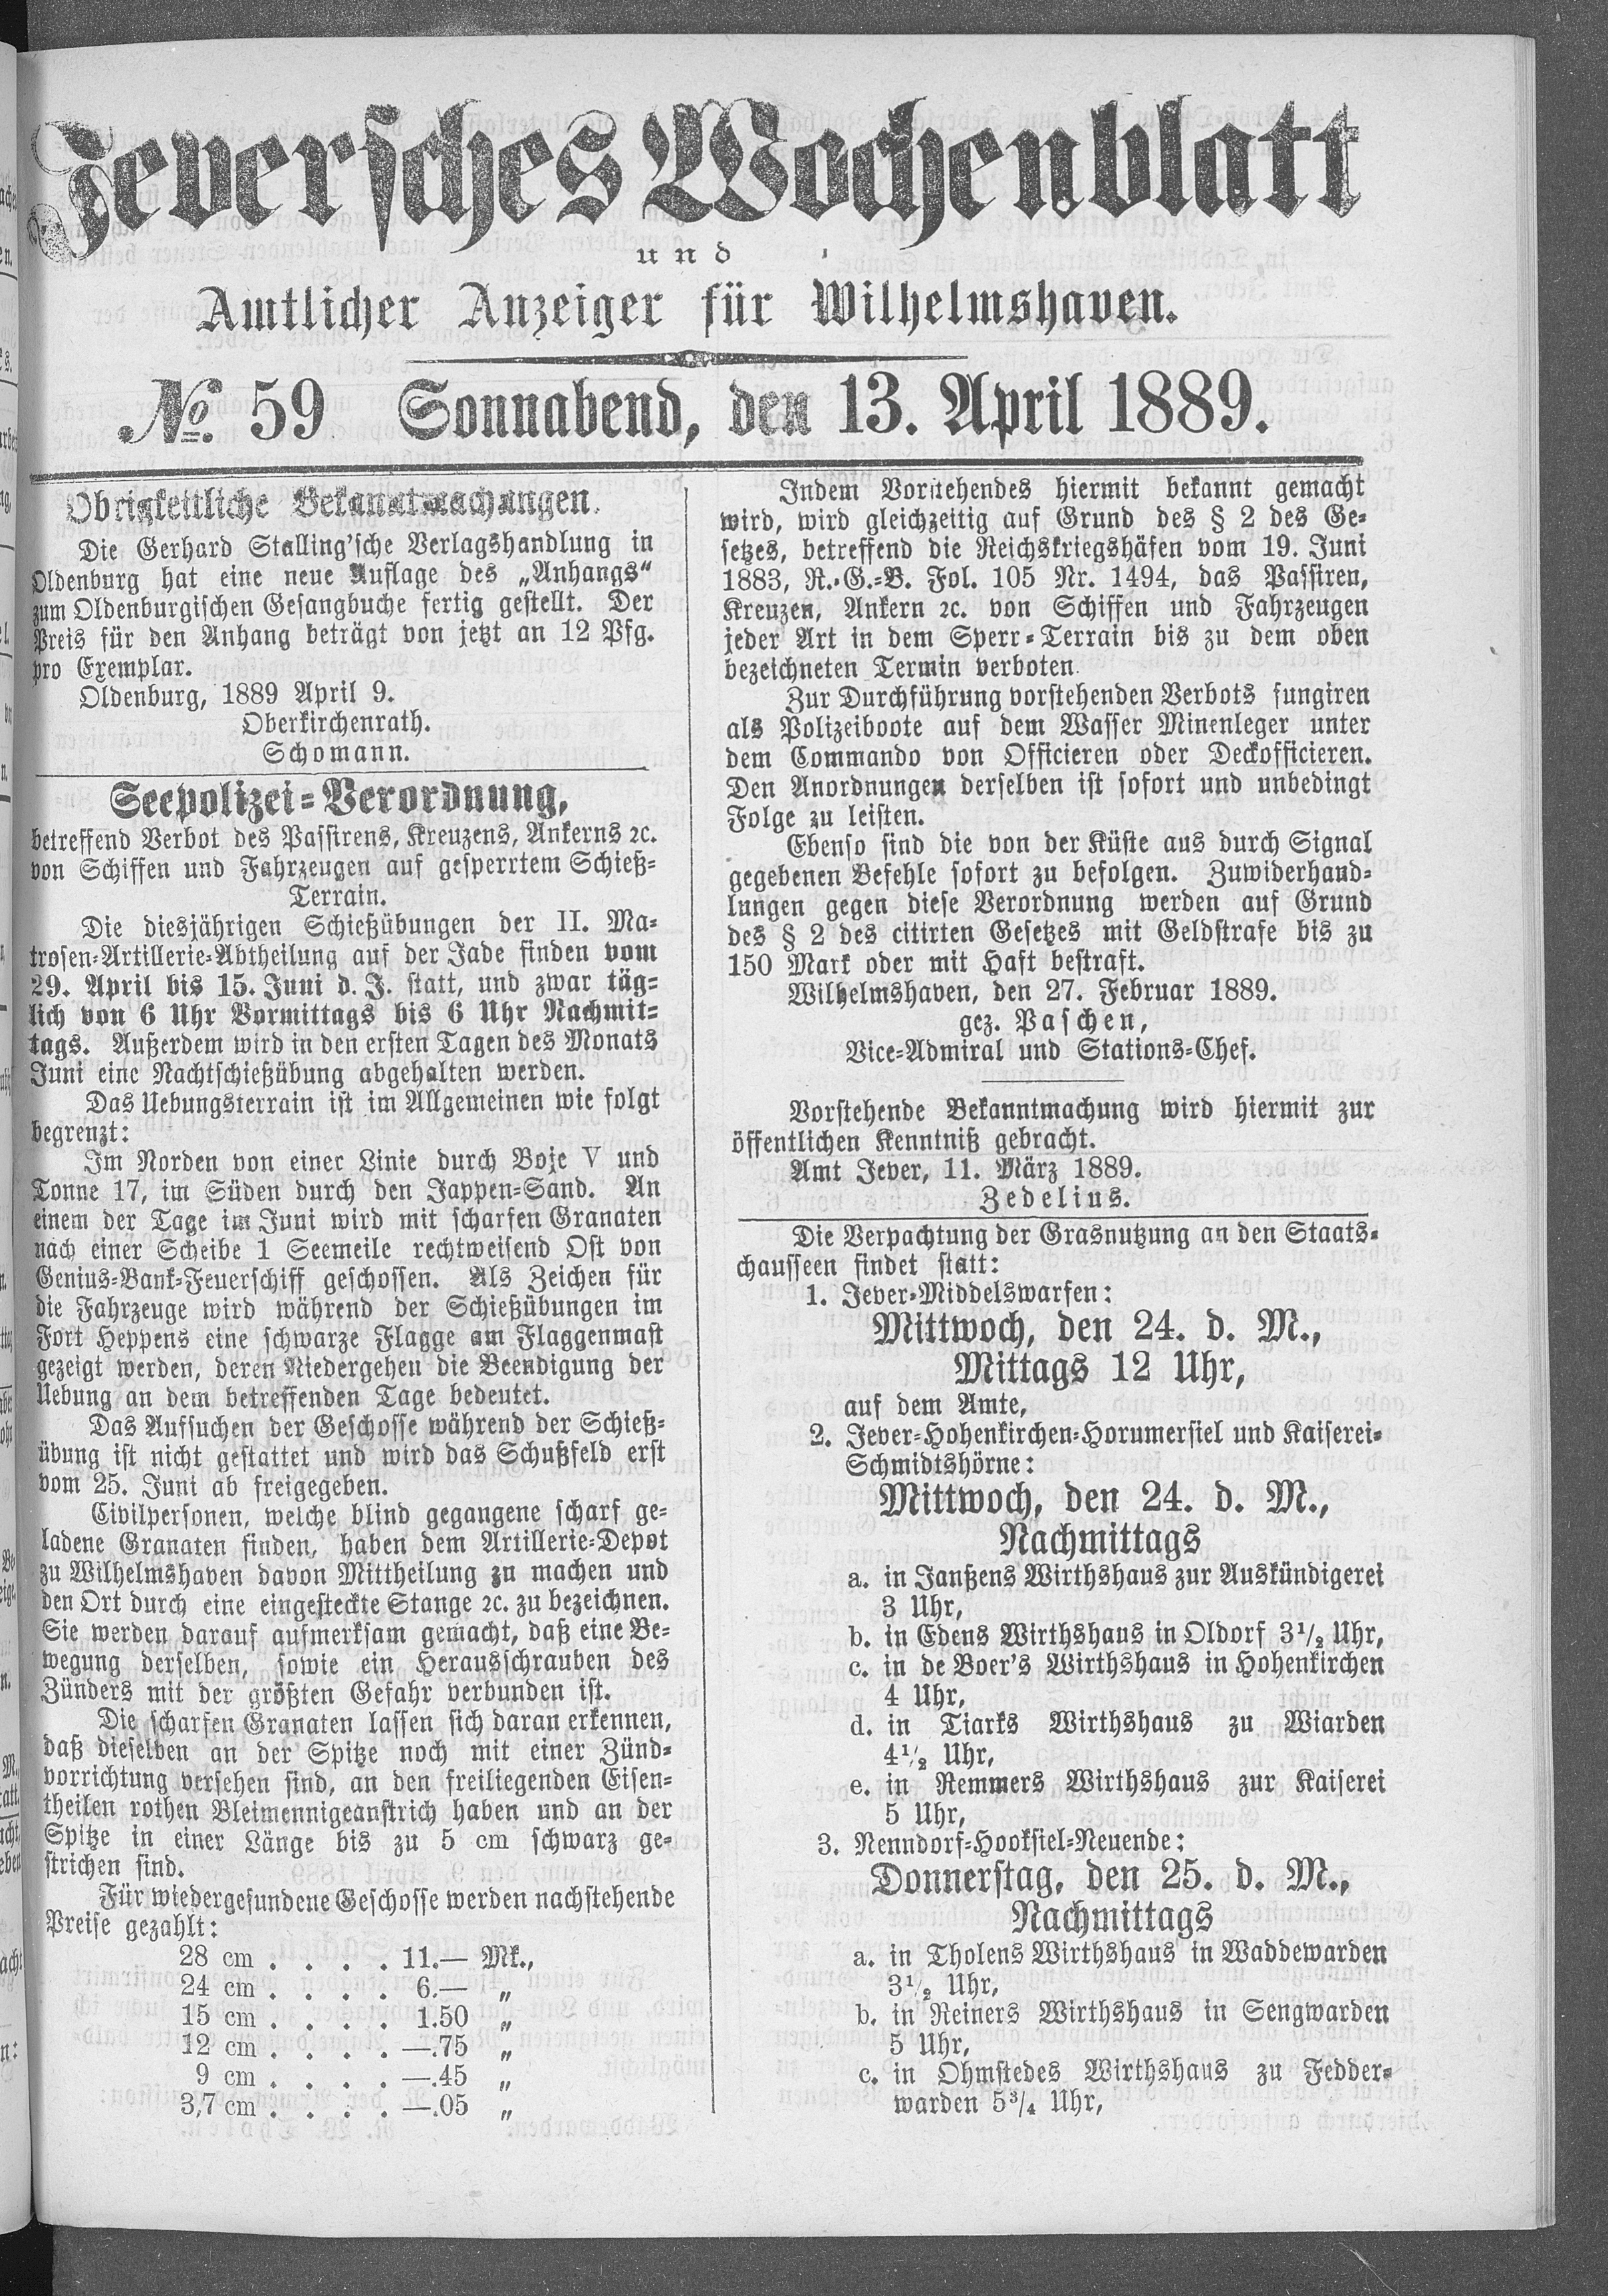 Jeversches Wochenblatt
und
Amtlicher Anzeiger für Wilhelmshaven.
No. 59 Sonnabend, den 13. April 1889.
Obrigkeitliche Bekanntmachungen.
Die Gerhard Stalling'sche Verlagshandlung in
Oldenburg hat eine neue Auflage des „Anhangs“
zum Oldenburgischen Gesangbuche fertig gestellt. Der
Preis für den Anhang beträgt von jetzt an 12 Pfg.
pro Exemplar.
Oldenburg, 1889 April 9.
Oberkirchenrath.
Schomann.
Seepolizei=Verordnung,
betreffend Verbot des Passirens, Kreuzens, Ankerns ꝛc.
von Schiffen und Fahrzeugen auf gesperrtem Schieß=
Terrain.
Die diesjährigen Schießübungen der II. Ma=
trosen=Artillerie=Abtheilung auf der Jade finden vom
29. April bis 15. Juni d. J. statt, und zwar täg=
lich von 6 Uhr Vormittags bis 6 Uhr Nachmit=
tags. Außerdem wird in den ersten Tagen des Monats
Juni eine Nachtschießübung abgehalten werden.
Das Uebungsterrain ist im Allgemeinen wie folgt
begrenzt:
Im Norden von einer Linie durch Boje V und
Tonne 17, im Süden durch den Jappen=Sand. An
einem der Tage im Juni wird mit scharfen Granaten
nach einer Scheibe 1 Seemeile rechtweisend Ost von
Genius=Bank=Feuerschiff geschossen. Als Zeichen für
die Fahrzeuge wird während der Schießübungen im
Fort Heppens eine schwarze Flagge am Flaggenmast
gezeigt werden, deren Niedergehen die Beendigung der
Uebung an dem betreffenden Tage bedeutet.
Das Aufsuchen der Geschosse während der Schieß=
übung ist nicht gestattet und wird das Schußfeld erst
vom 25. Juni ab freigegeben.
Civilpersonen, welche blind gegangene scharf ge=
ladene Granaten finden, haben dem Artillerie=Depot
zu Wilhelmshaven davon Mittheilung zu machen und
den Ort durch eine eingesteckte Stange ꝛc. zu bezeichnen.
Sie werden darauf aufmerksam gemacht, daß eine Be=
wegung derselben, sowie ein Herausschrauben des
Zünders mit der größten Gefahr verbunden ist.
Die scharfen Granaten lassen sich daran erkennen,
daß dieselben an der Spitze noch mit einer Zünd=
vorrichtung versehen sind, an den freiliegenden Eisen=
theilen rothen Bleimennigeanstrich haben und an der
Spitze in einer Länge bis zu 5 cm schwarz ge=
strichen sind.
Für wiedergefundene Geschosse werden nachstehende
Preise gezahlt:
28 cm . . . . 11.— Mk.,
24 cm . . . . 6.— „
15 cm . . . . 1.50 „
12 cm . . . . —.75 „
9 cm . . . . —.45 „
3,7 cm . . . . —.05 „
Indem Vorstehendes hiermit bekannt gemacht
wird, wird gleichzeitig auf Grund des § 2 des Ge=
setzes, betreffend die Reichskriegshäfen vom 19. Juni
1883, R.=G.=B. Fol. 105 Nr. 1494, das Passiren,
Kreuzen, Ankern ꝛc. von Schiffen und Fahrzeugen
jeder Art in dem Sperr=Terrain bis zu dem oben
bezeichneten Termin verboten.
Zur Durchführung vorstehenden Verbots fungiren
als Polizeiboote auf dem Wasser Minenleger unter
dem Commando von Officieren oder Deckofficieren.
Den Anordnungen derselben ist sofort und unbedingt
Folge zu leisten.
Ebenso sind die von der Küste aus durch Signal
gegebenen Befehle sofort zu befolgen. Zuwiderhand=
lungen gegen diese Verordnung werden auf Grund
des § 2 des citirten Gesetzes mit Geldstrafe bis zu
150 Mark oder mit Haft bestraft.
Wilhelmshaven, den 27. Februar 1889.
gez. Paschen,
Vice=Admiral und Stations=Chef.
Vorstehende Bekanntmachung wird hiermit zur
öffentlichen Kenntniß gebracht.
Amt Jever, 11. März 1889.
Zedelius.
Die Verpachtung der Grasnutzung an den Staats=
chausseen findet statt:
1. Jever=Middelswarfen:
Mittwoch, den 24. d. M.,
Mittags 12 Uhr,
auf dem Amte,
2. Jever=Hohenkirchen=Horumersiel und Kaiserei=
Schmidtshörne:
Mittwoch, den 24. d. M.,
Nachmittags
a. in Janßens Wirthshaus zur Auskündigerei
3 Uhr,
b. in Edens Wirthshaus in Oldorf 3½ Uhr,
c. in de Boer's Wirthshaus in Hohenkirchen
4 Uhr,
d. in Tiarks Wirthshaus zu Wiarden
4½ Uhr,
e. in Remmers Wirthshaus zur Kaiserei
5 Uhr,
3. Nenndorf=Hooksiel=Neuende:
Donnerstag, den 25. d. M.,
Nachmittags
a. in Tholens Wirthshaus in Waddewarden
3½ Uhr,
b. in Reiners Wirthshaus in Sengwarden
5 Uhr,
c. in Ohmstedes Wirthshaus zu Fedder=
warden 5¾ Uhr,